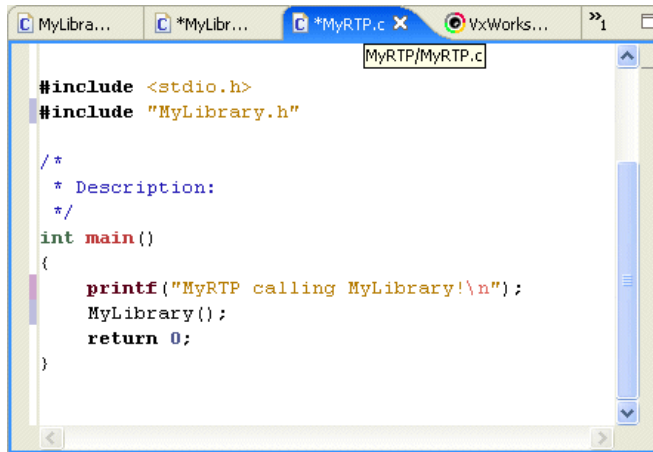 MyLibra... *MyLibr... *MyRTP.c VxWorks... »1
MyRTP/MyRTP.c
#include <stdio.h>
#include "MyLibrary.h"
/*
* Description:
*/
int main()
{
printf("MyRTP calling MyLibrary!\n");
MyLibrary();
return 0;
}